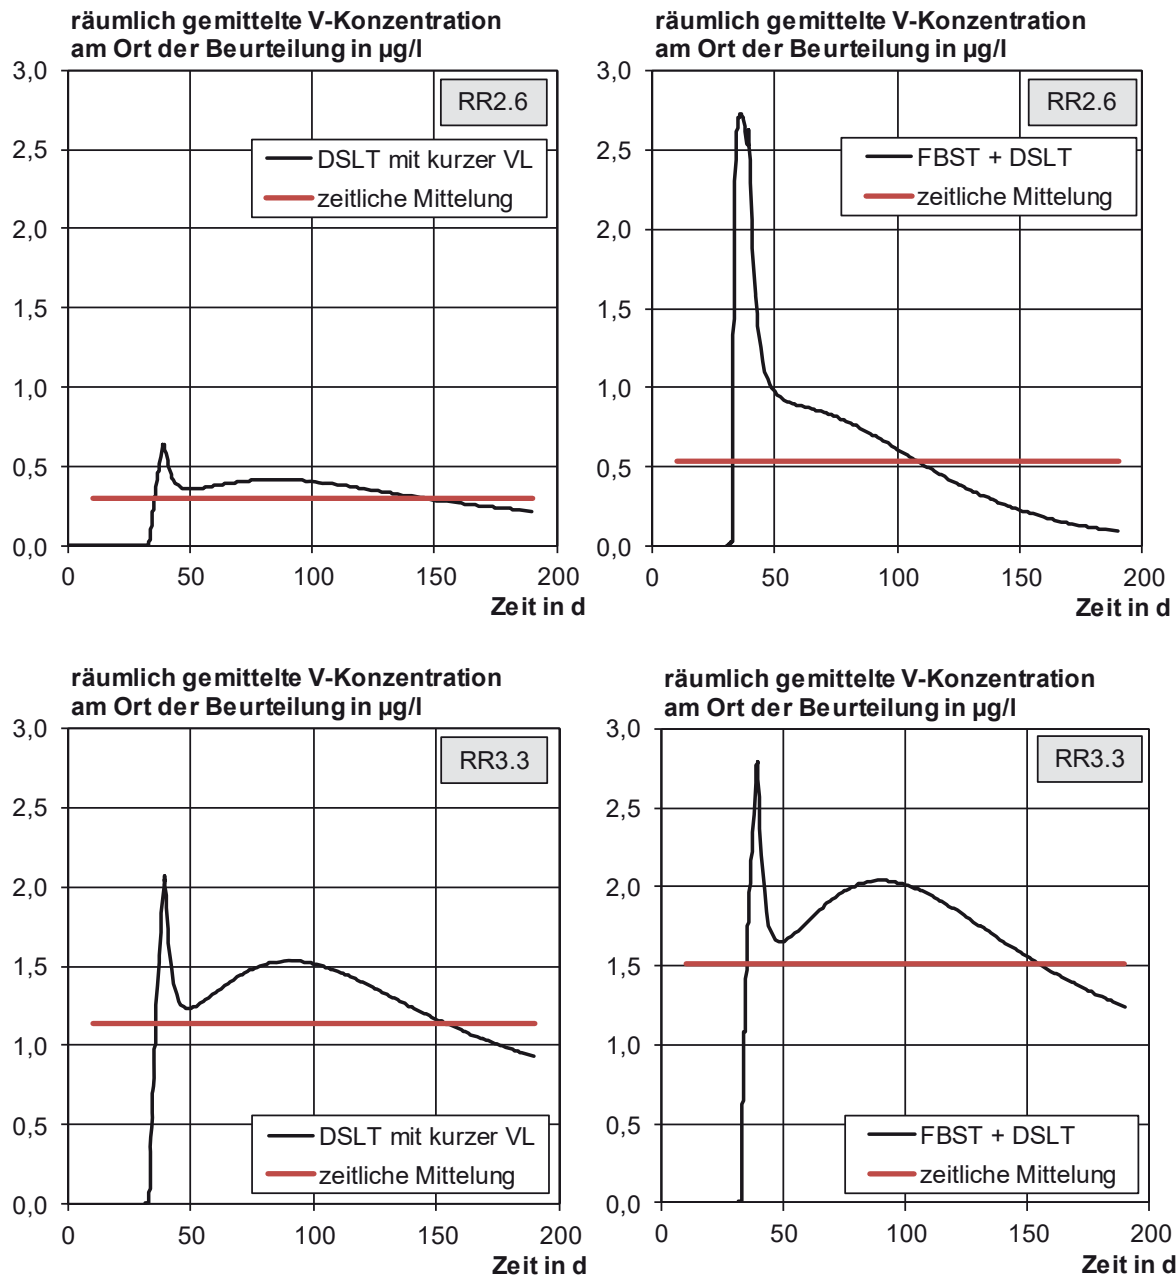 räumlich gemittelte V-Konzentration
am Ort der Beurteilung in µg/l
3,0
2,5
2,0
1,5
1,0
0,5
0,0
RR2.6
DSLT mit kurzer VL
zeitliche Mittelung
0 50 100 150 200
Zeit in d
räumlich gemittelte V-Konzentration
am Ort der Beurteilung in µg/l
3,0
2,5
2,0
1,5
1,0
0,5
0,0
RR2.6
FBST + DSLT
zeitliche Mittelung
0 50 100 150 200
Zeit in d
räumlich gemittelte V-Konzentration
am Ort der Beurteilung in µg/l
3,0
2,5
2,0
1,5
1,0
0,5
0,0
RR3.3
DSLT mit kurzer VL
zeitliche Mittelung
0 50 100 150 200
Zeit in d
räumlich gemittelte V-Konzentration
am Ort der Beurteilung in µg/l
3,0
2,5
2,0
1,5
1,0
0,5
0,0
RR3.3
FBST + DSLT
zeitliche Mittelung
0 50 100 150 200
Zeit in d